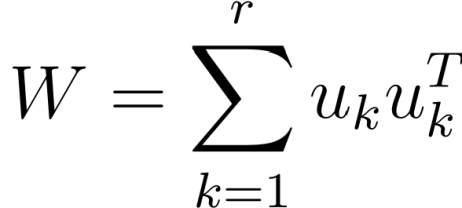 W = \sum_{k=1}^{r} u_k u_k^T